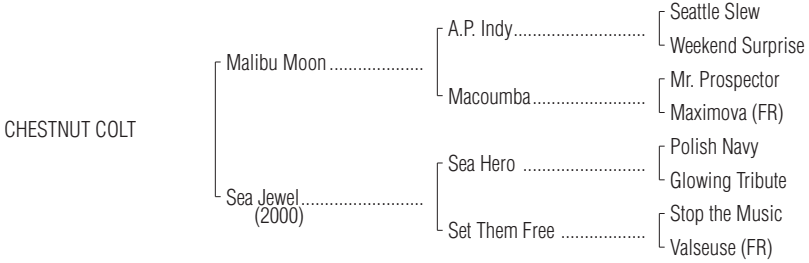 Seattle Slew
A.P. Indy
Weekend Surprise
Malibu Moon
Mr. Prospector
Macoumba
Maximova (FR)
CHESTNUT COLT
Polish Navy
Sea Hero
Glowing Tribute
Sea Jewel
(2000)
Stop the Music
Set Them Free
Valseuse (FR)